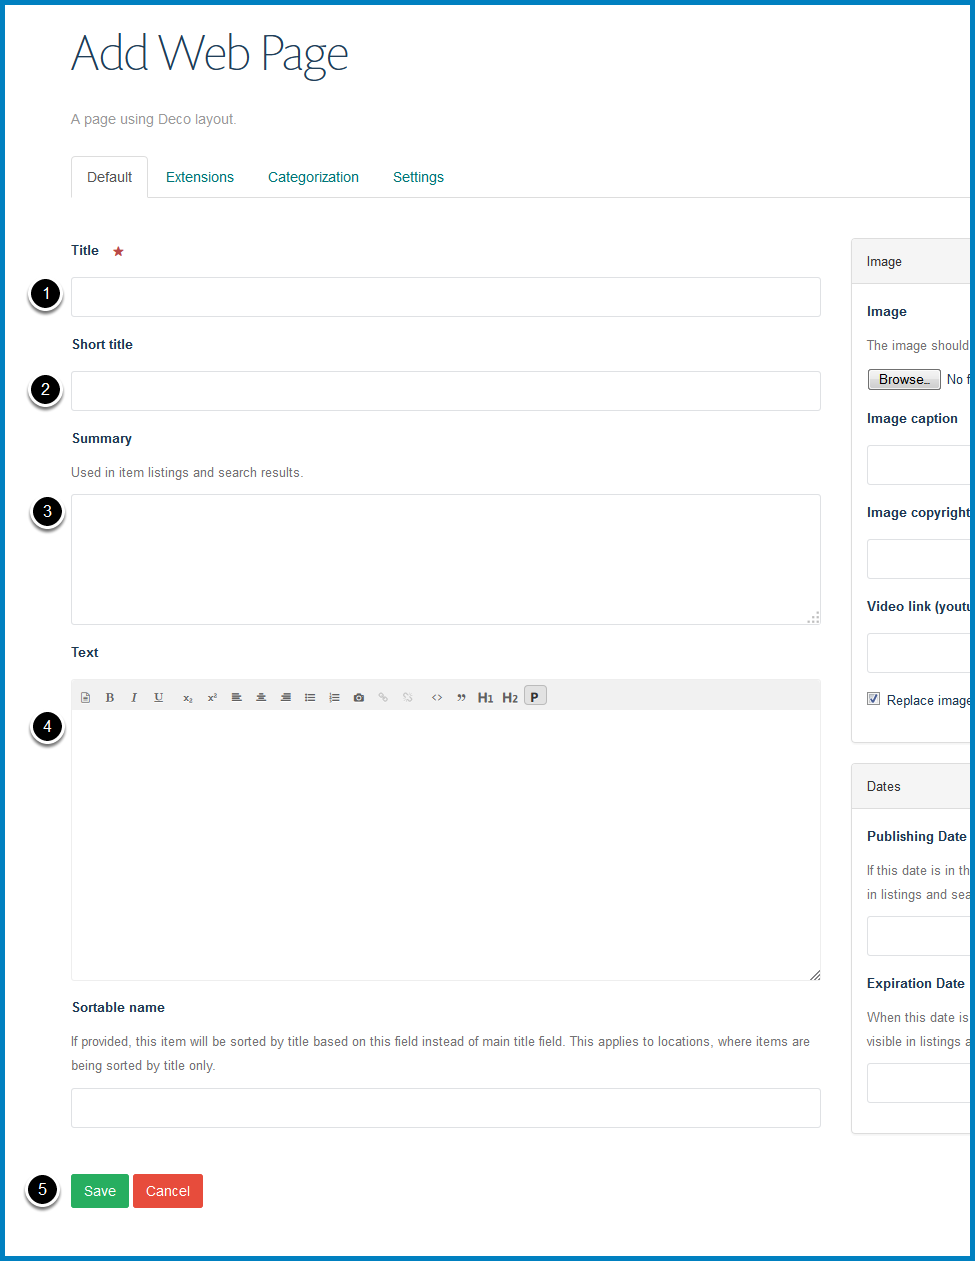 Add Web Page
A page using Deco layout.
Default Extensions Categorization Settings
Title ★
1
Short title
2
Summary
Used in item listings and search results.
3
Text
B I U x₂ x² <> ” H1 H2 P
4
Sortable name
If provided, this item will be sorted by title based on this field instead of main title field. This applies to locations, where items are
being sorted by title only.
5
Save Cancel
Image
Image
The image should
Browse... No f
Image caption
Image copyright
Video link (youtu
Replace image
Dates
Publishing Date
If this date is in th
in listings and sea
Expiration Date
When this date is
visible in listings a